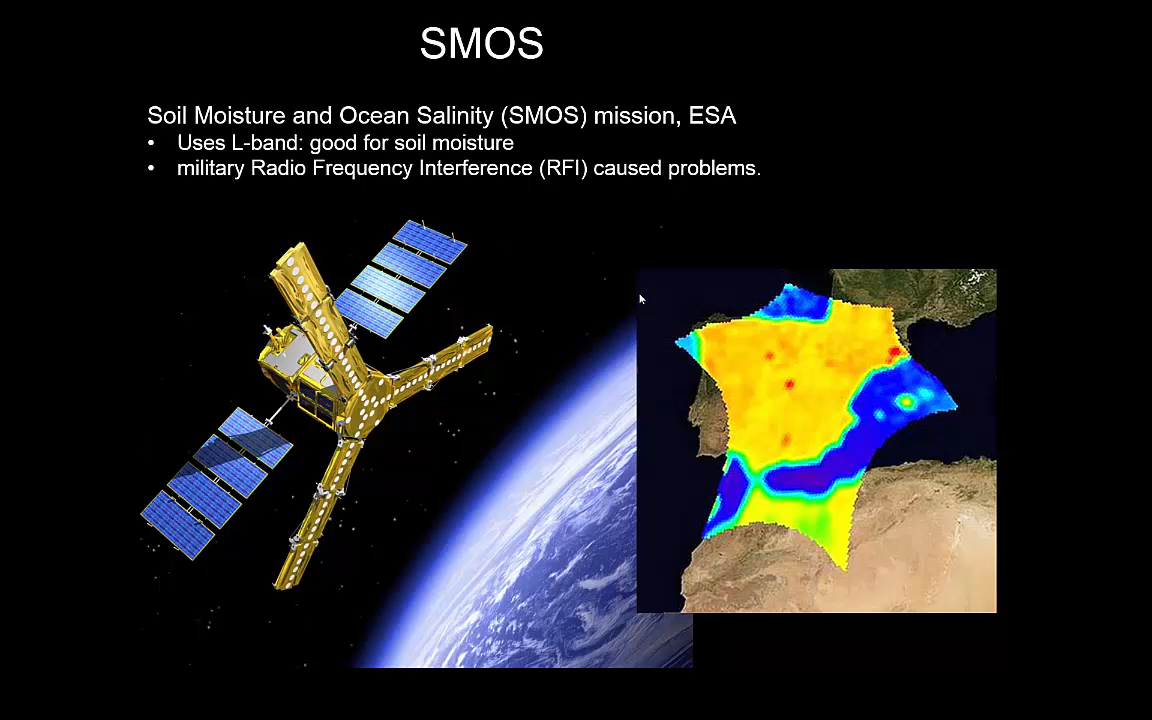 SMOS
Soil Moisture and Ocean Salinity (SMOS) mission, ESA
• Uses L-band: good for soil moisture
• military Radio Frequency Interference (RFI) caused problems.